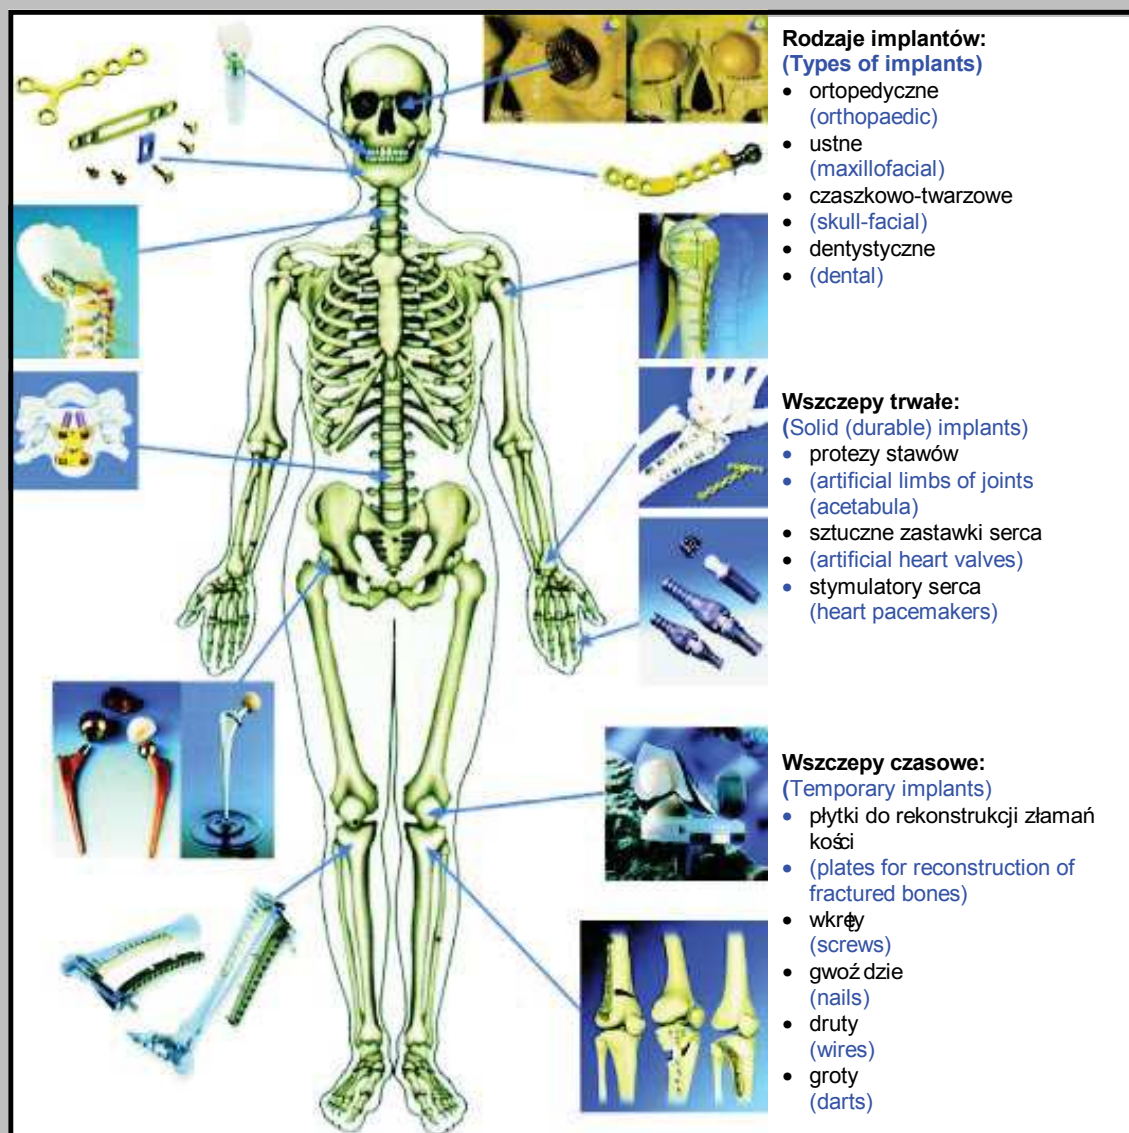 Rodzaje implantów:
(Types of implants)
• ortopedyczne
(orthopaedic)
• ustne
(maxillofacial)
• czaszkowo-twarzowe
• (skull-facial)
• dentystyczne
• (dental)
Wszczepy trwałe:
(Solid (durable) implants)
• protezy stawów
• (artificial limbs of joints
(acetabula)
• sztuczne zastawki serca
• (artificial heart valves)
• stymulatory serca
(heart pacemakers)
Wszczepy czasowe:
(Temporary implants)
• płytki do rekonstrukcji złamań
kości
• (plates for reconstruction of
fractured bones)
• wkręty
(screws)
• gwoź dzie
(nails)
• druty
(wires)
• groty
(darts)